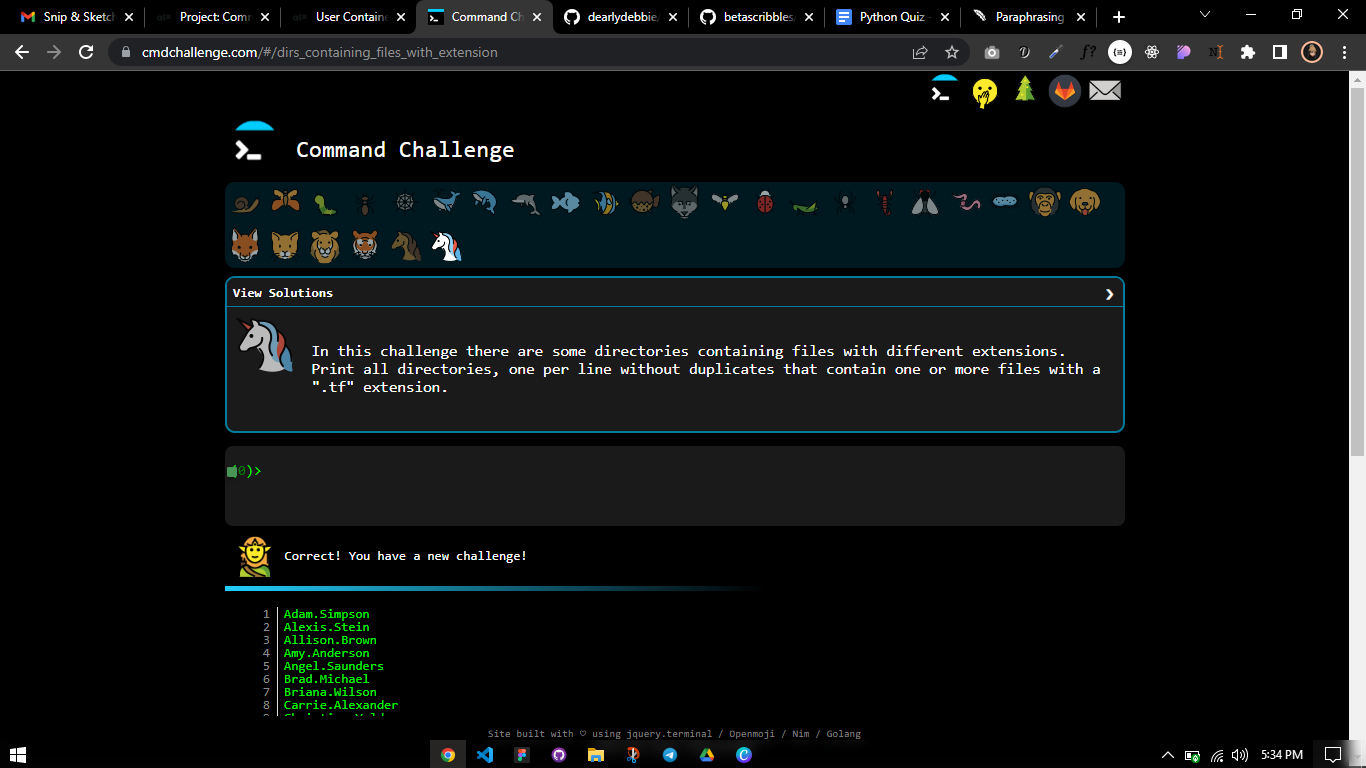 Snip & Sketch
Project: Comm
User Containe
Command Ch
dearlydebbie/
betascribbles/
Python Quiz -
Paraphrasing
cmdchallenge.com/#/dirs_containing_files_with_extension
Command Challenge
View Solutions
In this challenge there are some directories containing files with different extensions.
Print all directories, one per line without duplicates that contain one or more files with a
".tf" extension.
0)>
Correct! You have a new challenge!
1 Adam.Simpson
2 Alexis.Stein
3 Allison.Brown
4 Amy.Anderson
5 Angel.Saunders
6 Brad.Michael
7 Briana.Wilson
8 Carrie.Alexander
Site built with ♡ using jquery.terminal / Openmoji / Nim / Golang
5:34 PM